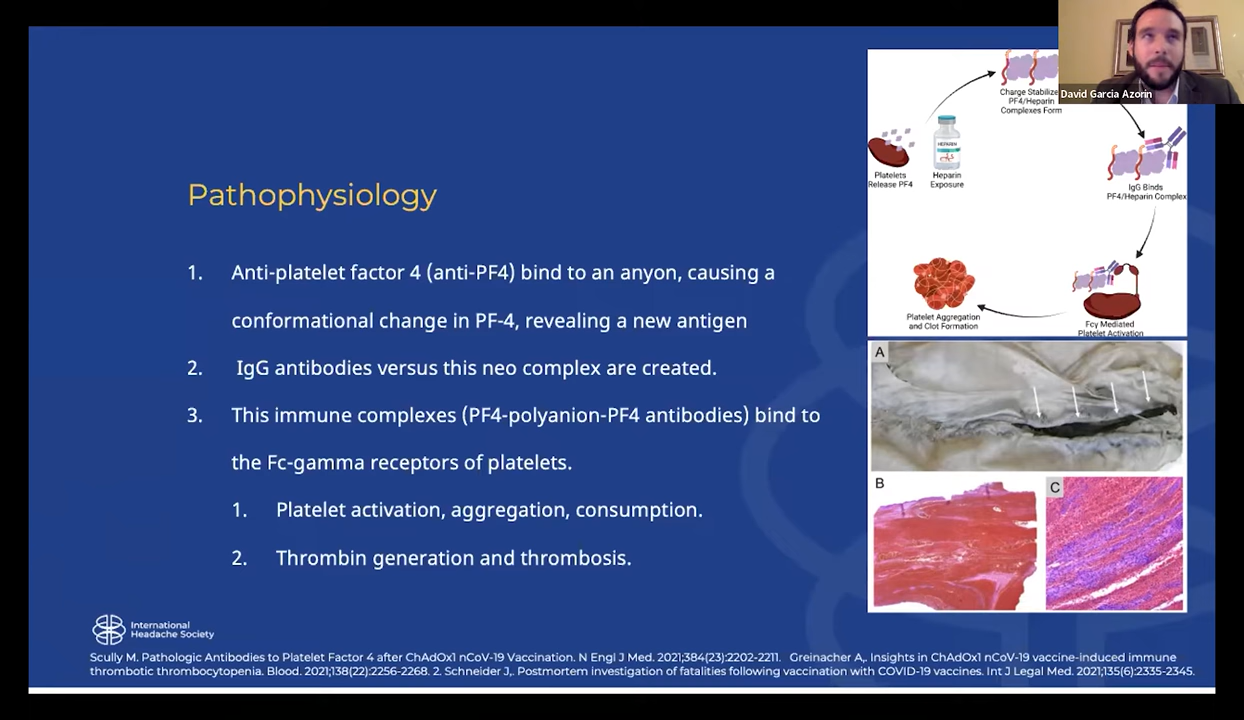 David Garcia Azorin
Pathophysiology
1. Anti-platelet factor 4 (anti-PF4) bind to an anyon, causing a
conformational change in PF-4, revealing a new antigen
2. IgG antibodies versus this neo complex are created.
3. This immune complexes (PF4-polyanion-PF4 antibodies) bind to
the Fc-gamma receptors of platelets.
1. Platelet activation, aggregation, consumption.
2. Thrombin generation and thrombosis.
Charge Stabilize
PF4/Heparin
Complexes Form
HEPARIN
Platelets
Release PF4
Heparin
Exposure
IgG Binds
PF4/Heparin Complex
Platelet Aggregation
and Clot Formation
Fcγ Mediated
Platelet Activation
A
B
C
International
Headache Society
Scully M. Pathologic Antibodies to Platelet Factor 4 after ChAdOx1 nCoV-19 Vaccination. N Engl J Med. 2021;384(23):2202-2211. Greinacher A,. Insights in ChAdOx1 nCoV-19 vaccine-induced immune
thrombotic thrombocytopenia. Blood. 2021;138(22):2256-2268. 2. Schneider J,. Postmortem investigation of fatalities following vaccination with COVID-19 vaccines. Int J Legal Med. 2021;135(6):2335-2345.